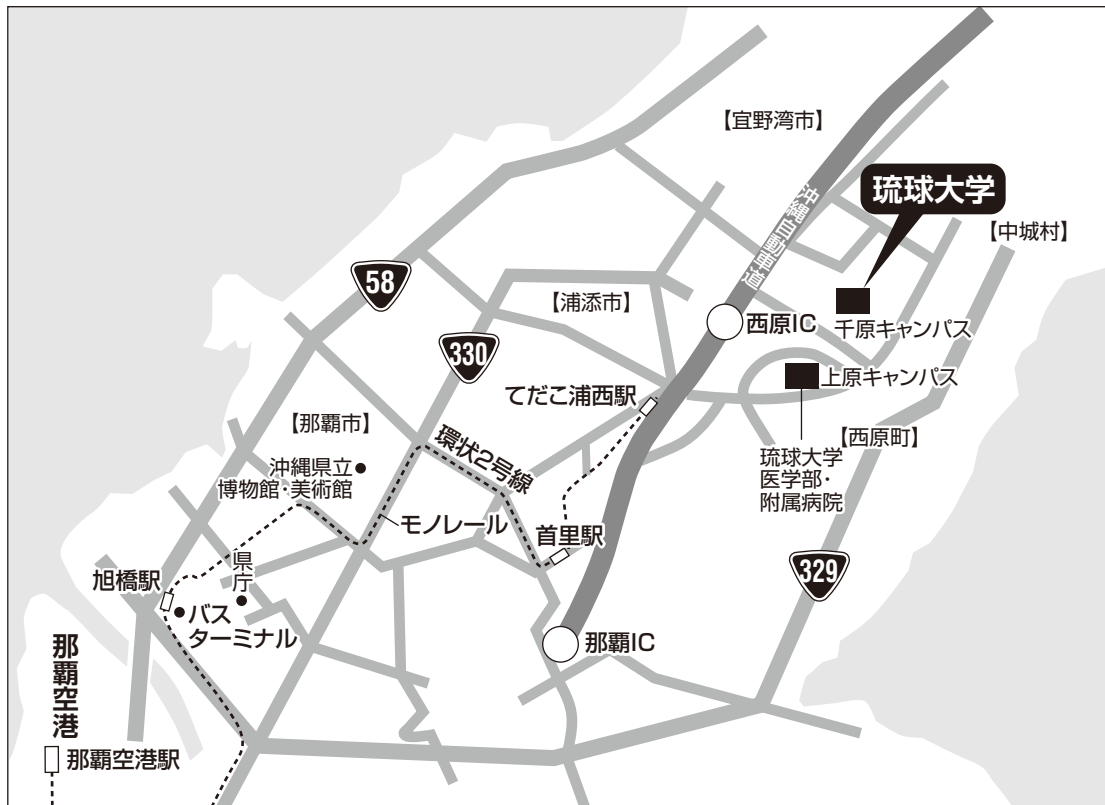 【宜野湾市】
琉球大学
沖縄自動車道
【中城村】
58
【浦添市】
西原IC
千原キャンパス
330
てだこ浦西駅
上原キャンパス
【那覇市】
環状2号線
【西原町】
沖縄県立
博物館・美術館
琉球大学
医学部・
附属病院
モノレール
首里駅
329
県庁
旭橋駅
バス
ターミナル
那覇IC
那覇空港
那覇空港駅